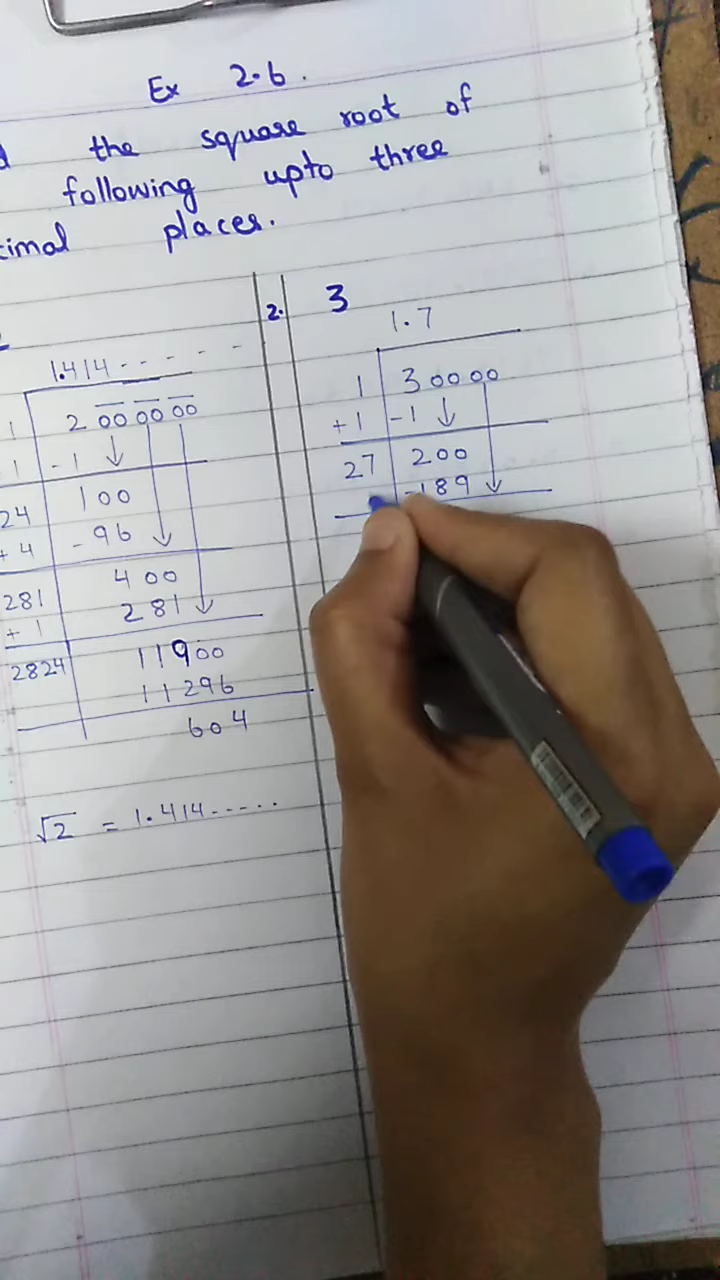 Ex 2.6.
the square root of
following upto three
places.
1.414 - - - - -
1 2 00 00 00
1 -1
24 100
+ 4 - 96
281 400
+ 1 281
2824 11900
11296
604
√2 = 1.414-----
2. 3
1.7
1 3 00 00
+ 1 - 1
27 200
-189